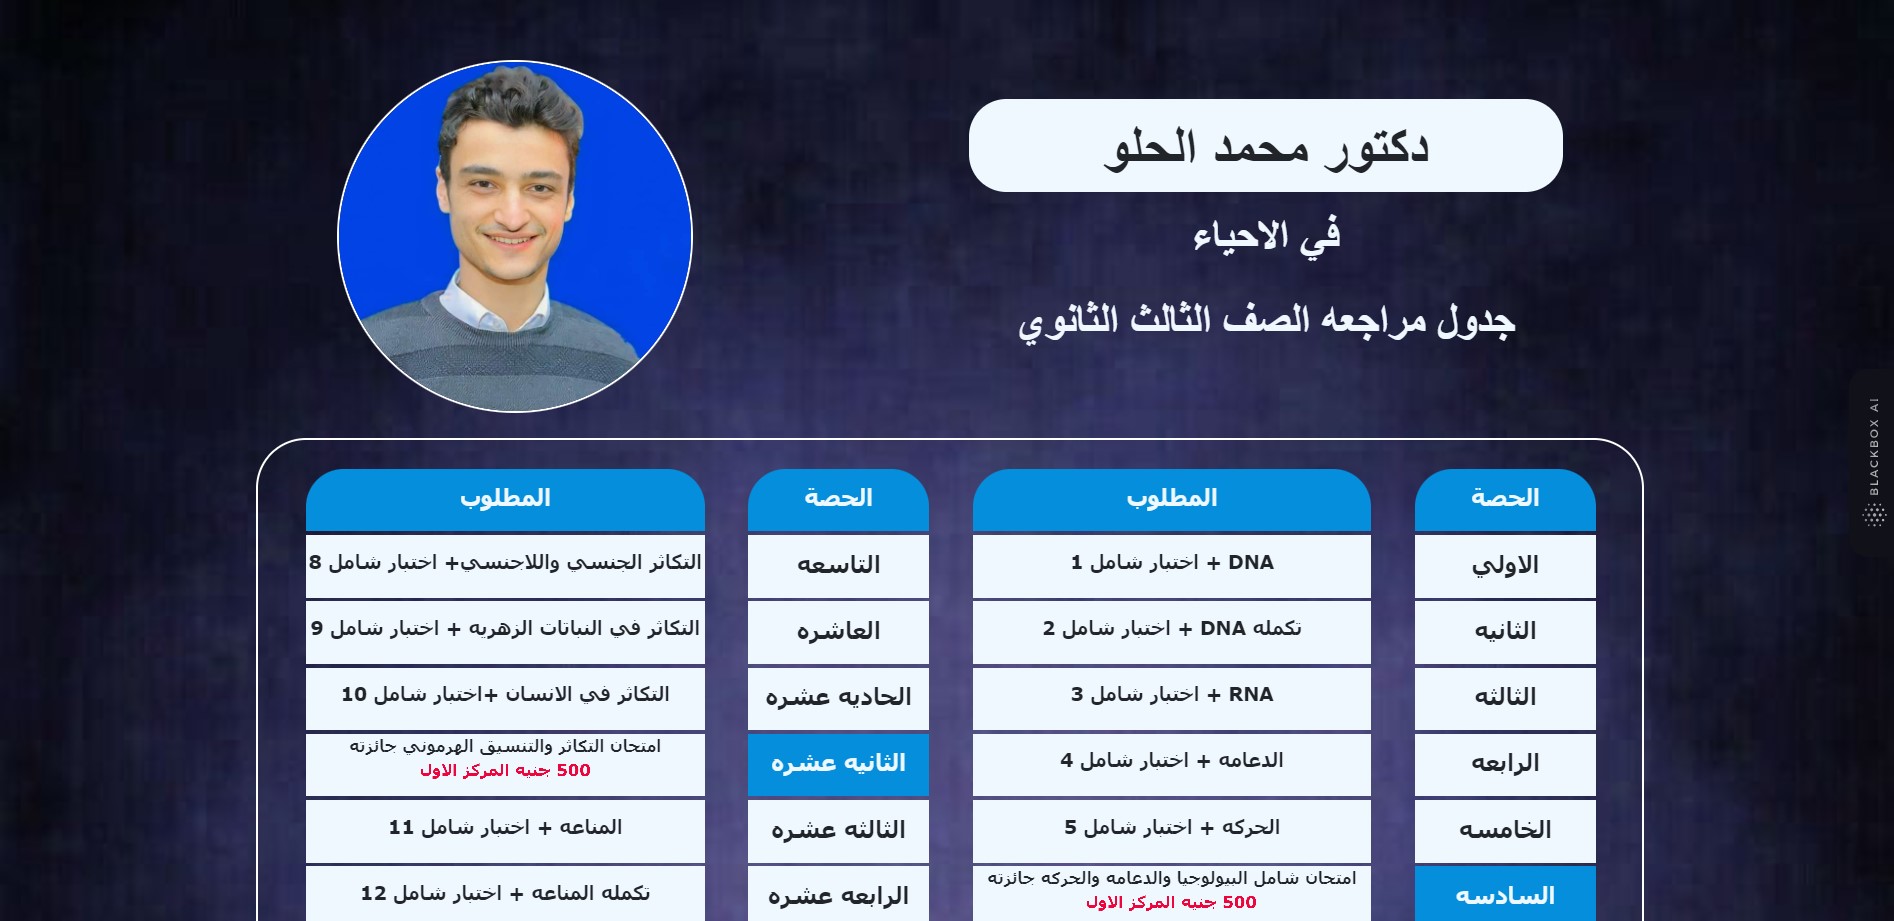 دكتور محمد الحلو
في الاحياء
جدول مراجعه الصف الثالث الثانوي
الحصة
المطلوب
الاولي
DNA + اختبار شامل 1
الثانيه
تكمله DNA + اختبار شامل 2
الثالثه
RNA + اختبار شامل 3
الرابعه
الدعامه + اختبار شامل 4
الخامسه
الحركه + اختبار شامل 5
السادسه
امتحان شامل البيولوجيا والدعامه والحركه جائزته
500 جنيه المركز الاول
الحصة
المطلوب
التاسعه
التكاثر الجنسي واللاجنسي+ اختبار شامل 8
العاشره
التكاثر في النباتات الزهريه + اختبار شامل 9
الحاديه عشره
التكاثر في الانسان +اختبار شامل 10
الثانيه عشره
امتحان التكاثر والتنسيق الهرموني جائزته
500 جنيه المركز الاول
الثالثه عشره
المناعه + اختبار شامل 11
الرابعه عشره
تكمله المناعه + اختبار شامل 12
BLACKBOX AI